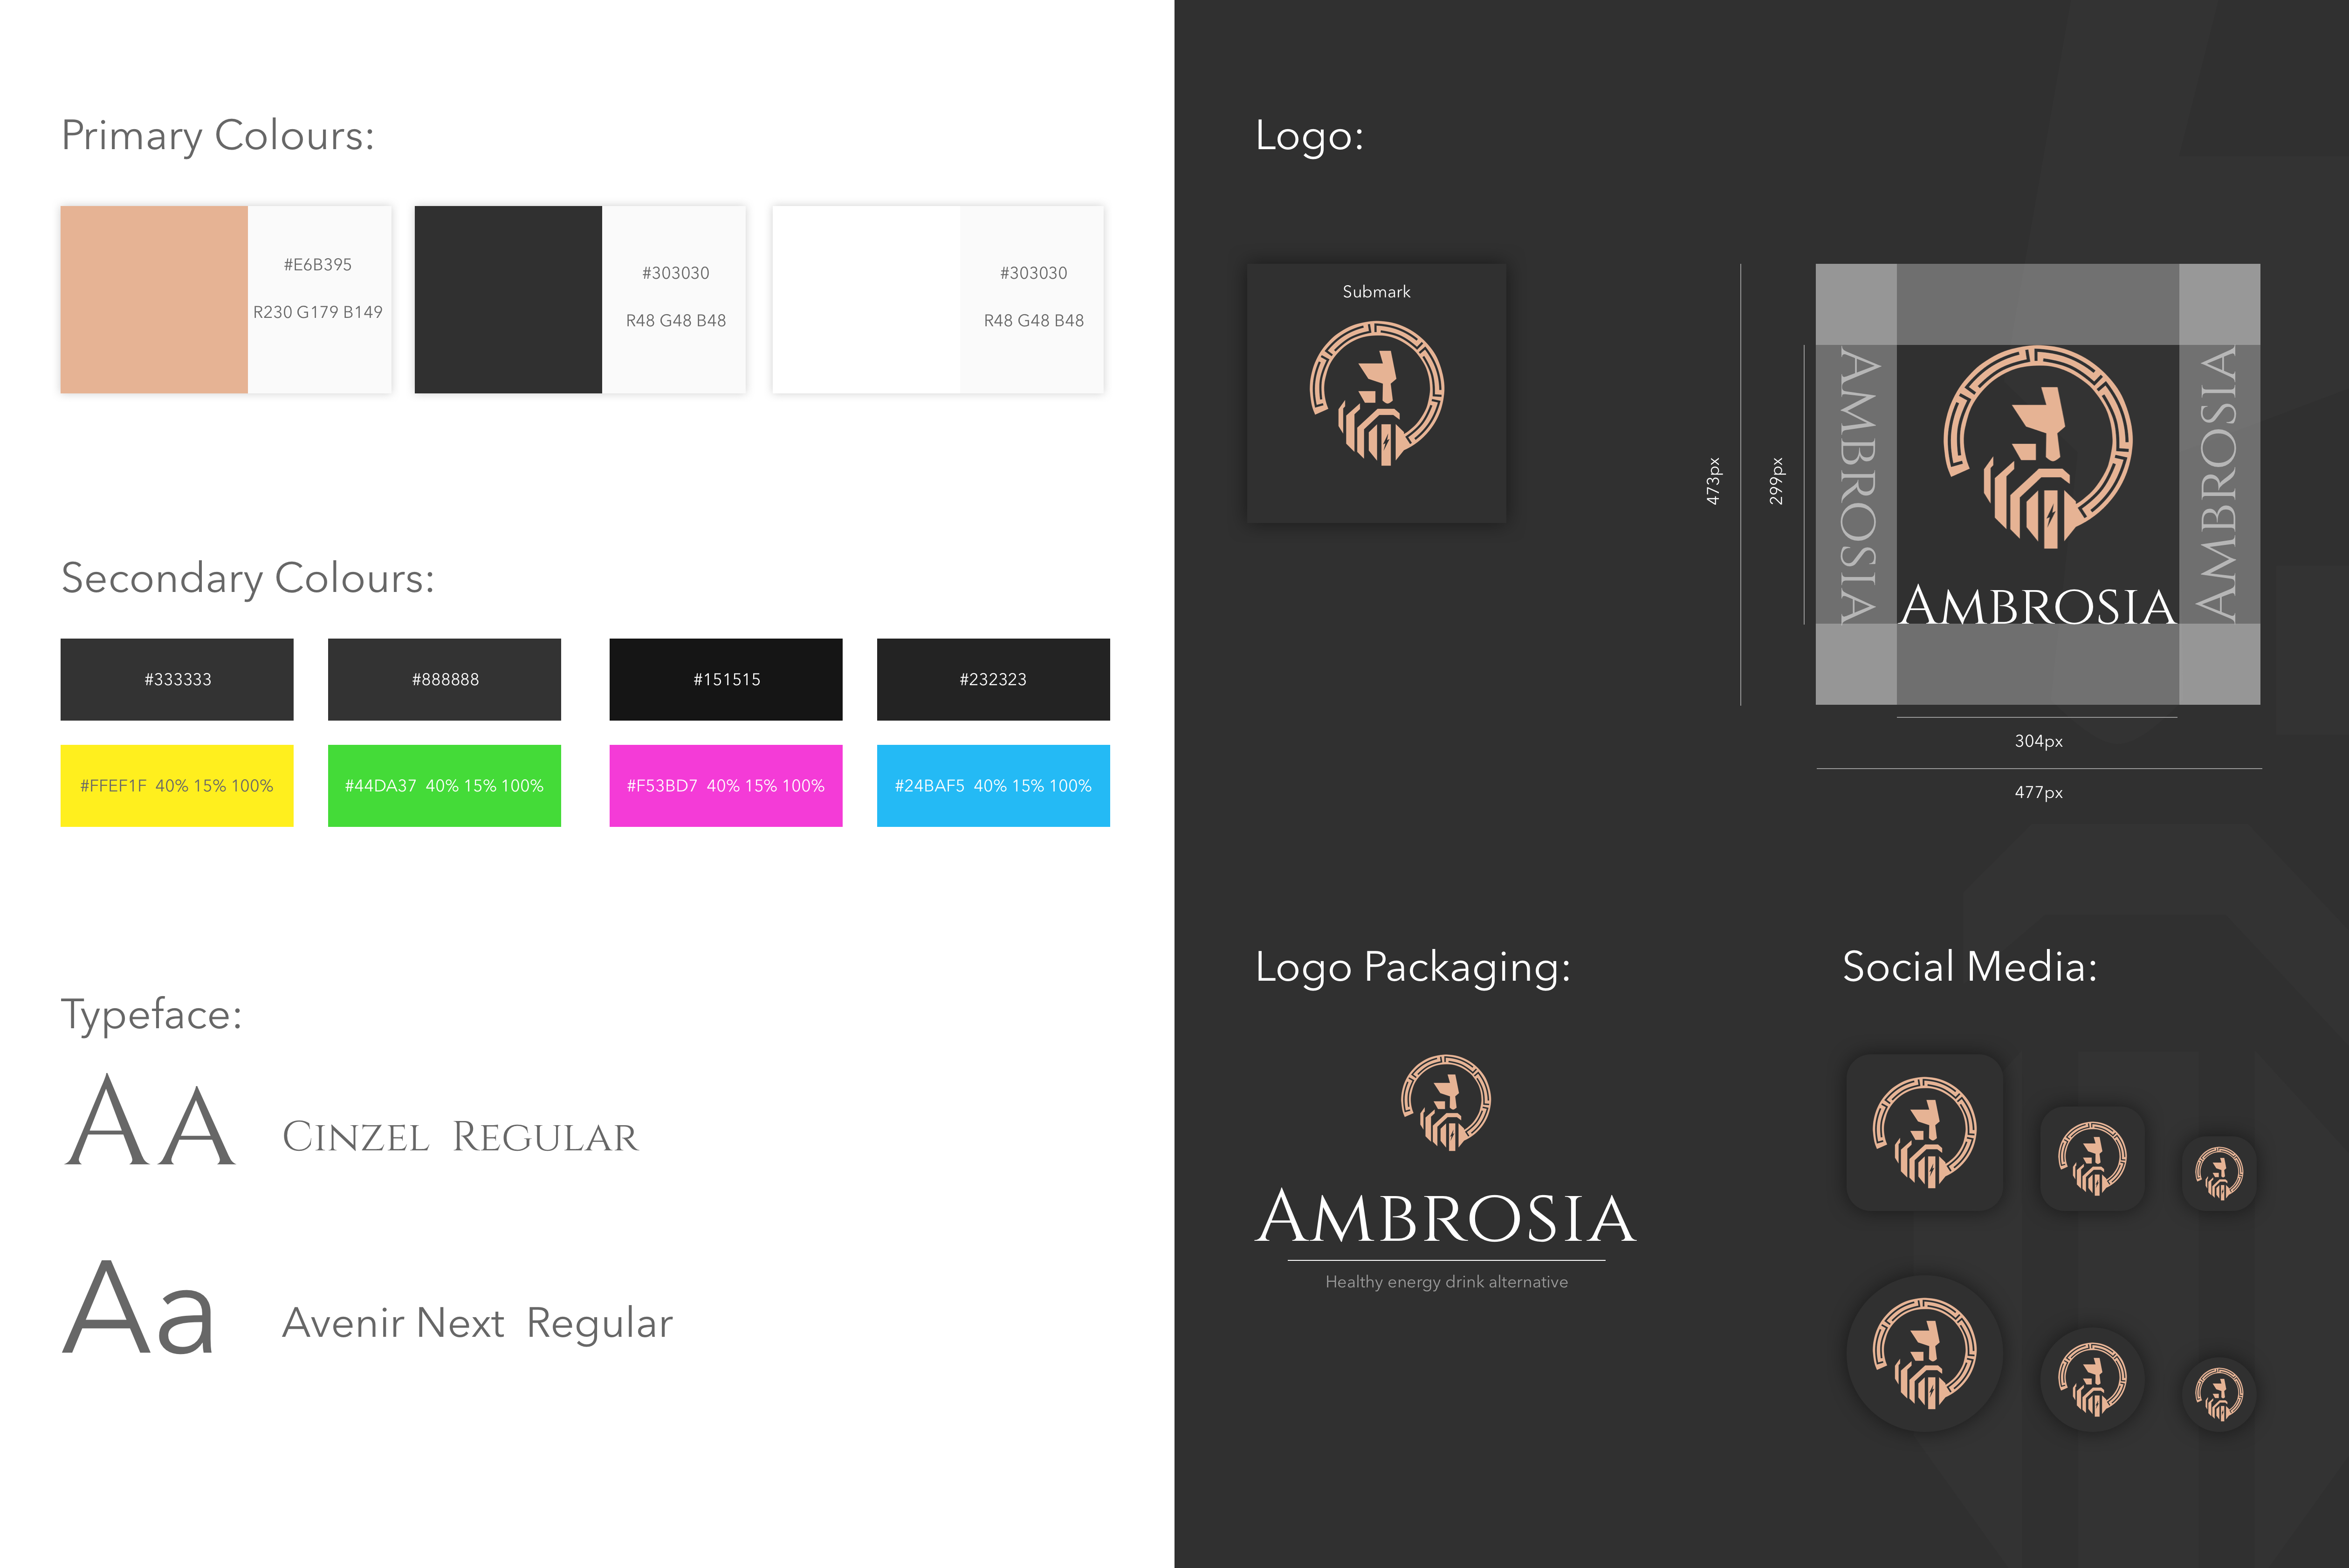 Primary Colours:
#E6B395
R230 G179 B149
#303030
R48 G48 B48
#303030
R48 G48 B48
Secondary Colours:
#333333
#888888
#151515
#232323
#FFEF1F 40% 15% 100%
#44DA37 40% 15% 100%
#F53BD7 40% 15% 100%
#24BAF5 40% 15% 100%
Typeface:
AA
CINZEL REGULAR
Aa
Avenir Next Regular
Logo:
Submark
473px
299px
AMBROSIA
AMBROSIA
AMBROSIA
304px
477px
Logo Packaging:
AMBROSIA
Healthy energy drink alternative
Social Media: